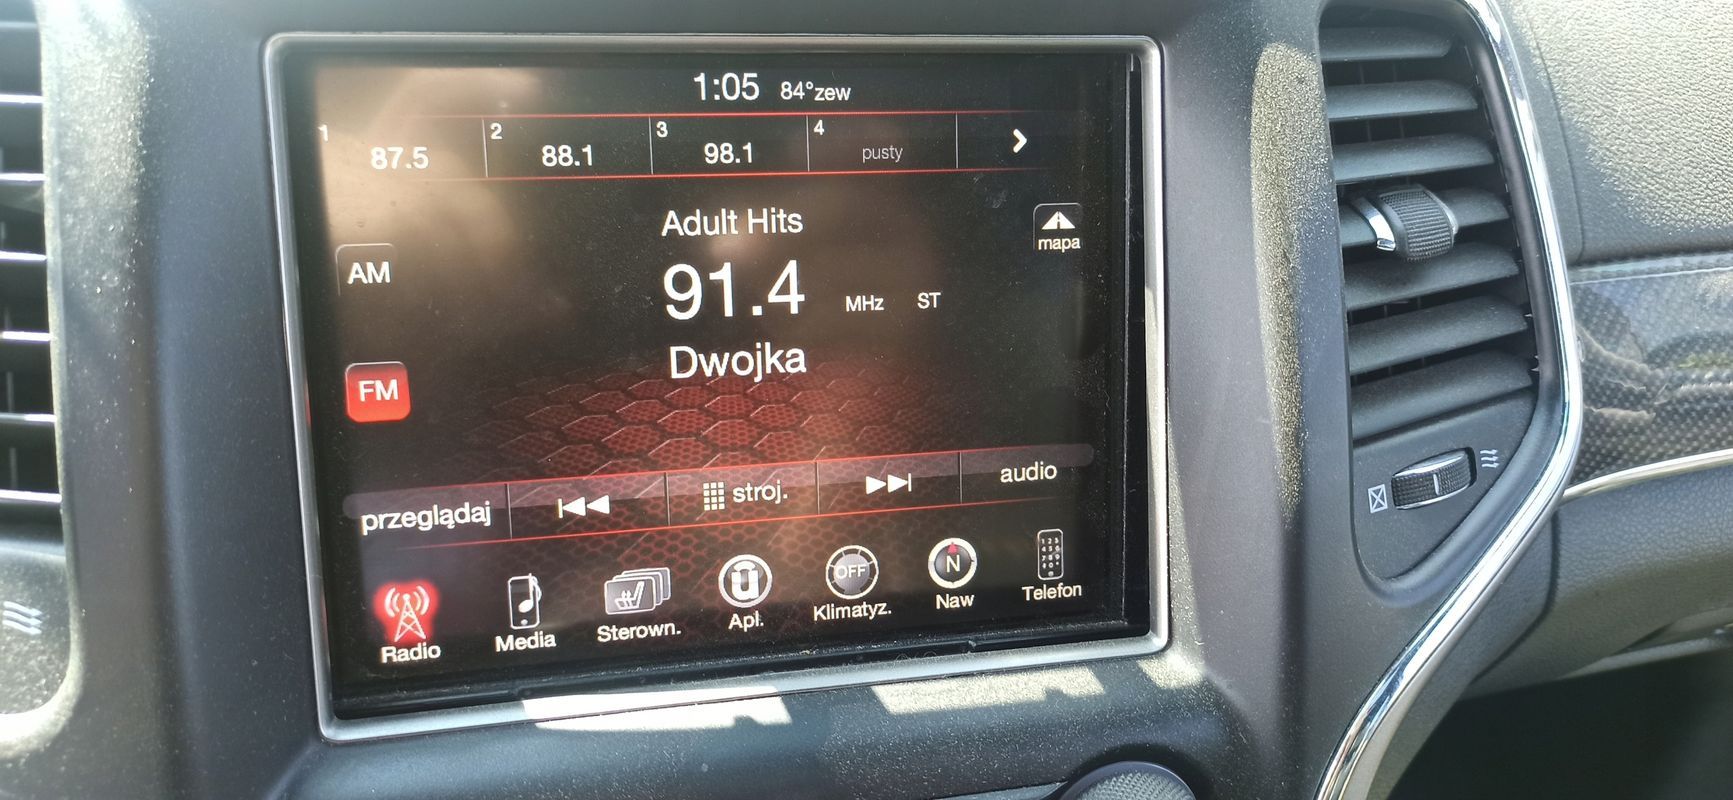 1:05 84°zew
1 87.5 2 88.1 3 98.1 4 pusty
Adult Hits
mapa
AM
91.4 MHz ST
Dwojka
FM
przeglądaj stroj. audio
OFF N
Radio Media Sterown. Apl. Klimatyz. Naw Telefon